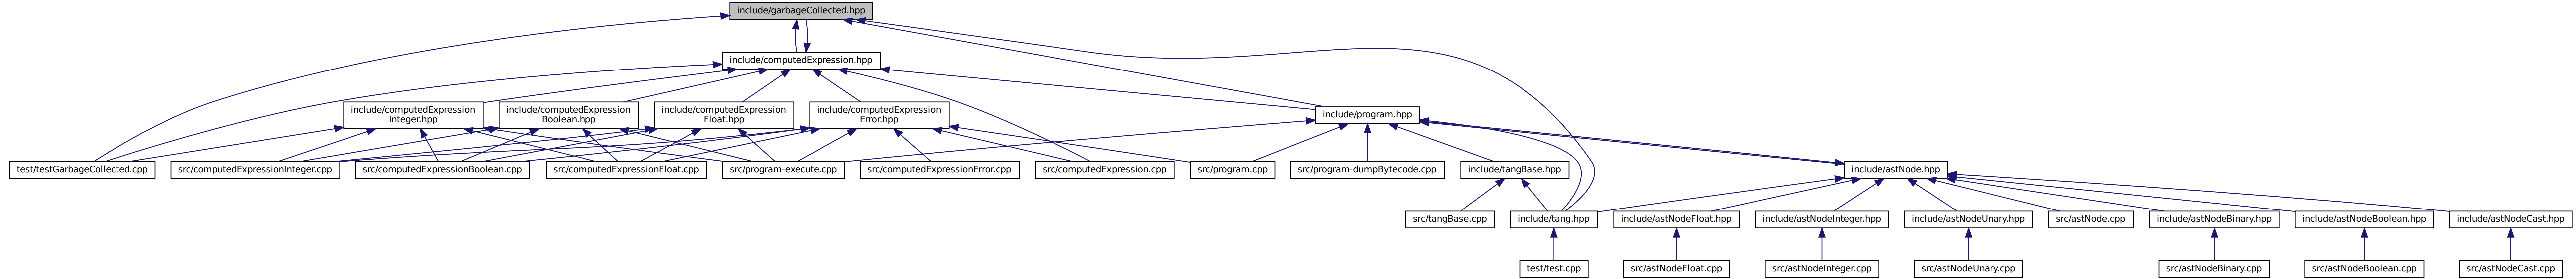 include/garbageCollected.hpp
include/computedExpression.hpp
include/computedExpression
Integer.hpp
include/computedExpression
Boolean.hpp
include/computedExpression
Float.hpp
include/computedExpression
Error.hpp
include/program.hpp
test/testGarbageCollected.cpp
src/computedExpressionInteger.cpp
src/computedExpressionBoolean.cpp
src/computedExpressionFloat.cpp
src/program-execute.cpp
src/computedExpressionError.cpp
src/computedExpression.cpp
src/program.cpp
src/program-dumpBytecode.cpp
include/tangBase.hpp
include/astNode.hpp
src/tangBase.cpp
include/tang.hpp
include/astNodeFloat.hpp
include/astNodeInteger.hpp
include/astNodeUnary.hpp
src/astNode.cpp
include/astNodeBinary.hpp
include/astNodeBoolean.hpp
include/astNodeCast.hpp
test/test.cpp
src/astNodeFloat.cpp
src/astNodeInteger.cpp
src/astNodeUnary.cpp
src/astNodeBinary.cpp
src/astNodeBoolean.cpp
src/astNodeCast.cpp